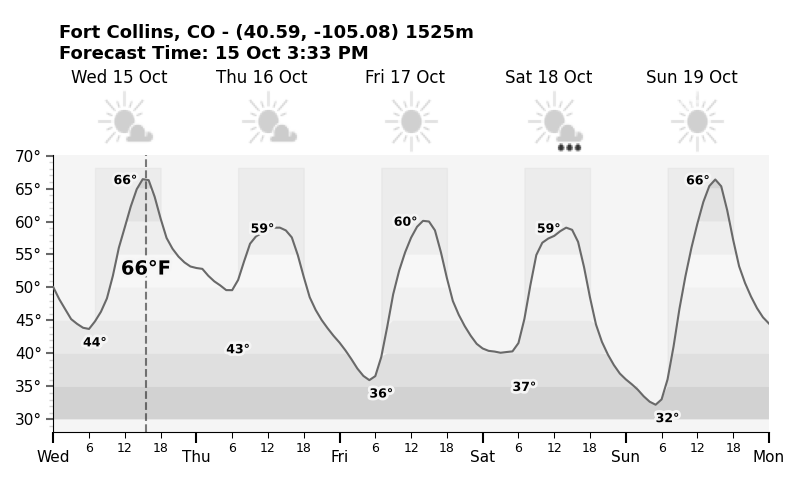 Fort Collins, CO - (40.59, -105.08) 1525m
Forecast Time: 15 Oct 3:33 PM
Wed 15 Oct Thu 16 Oct Fri 17 Oct Sat 18 Oct Sun 19 Oct
70°
65°
60°
55°
50°
45°
40°
35°
30°
66° 59° 60° 59° 66°
66°F
44° 43° 36° 37° 32°
6 12 18 6 12 18 6 12 18 6 12 18 6 12 18
Wed Thu Fri Sat Sun Mon